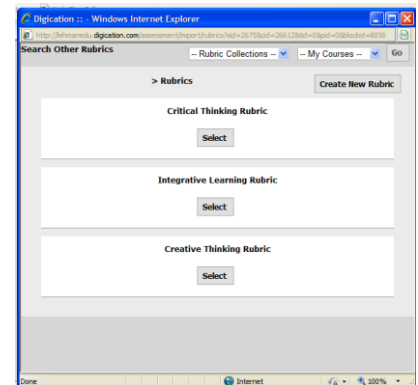 Digication :: - Windows Internet Explorer
Search Other Rubrics
-- Rubric Collections --
-- My Courses --
Go
> Rubrics
Create New Rubric
Critical Thinking Rubric
Select
Integrative Learning Rubric
Select
Creative Thinking Rubric
Select
Done
Internet
100%